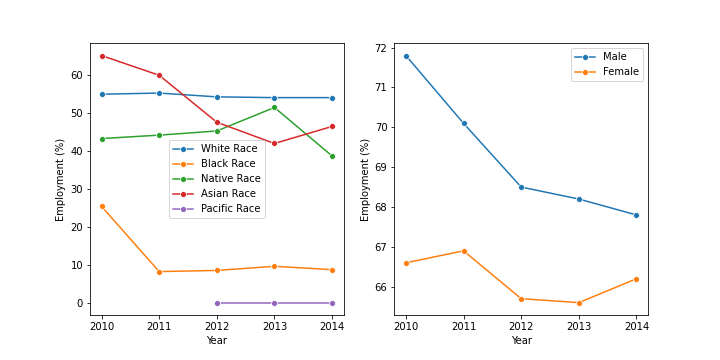 60
50
40
30
20
10
0
Employment (%)
White Race
Black Race
Native Race
Asian Race
Pacific Race
2010 2011 2012 2013 2014
Year
72
71
70
69
68
67
66
Employment (%)
Male
Female
2010 2011 2012 2013 2014
Year